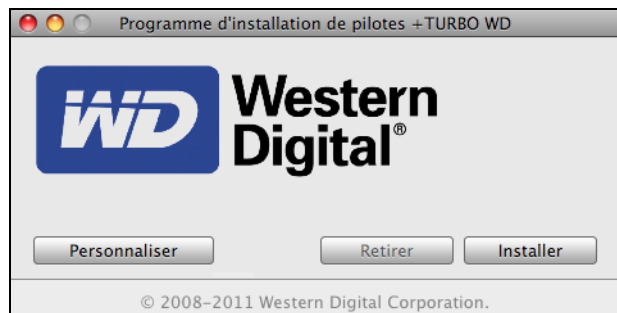 Programme d'installation de pilotes +TURBO WD
WD
Western
Digital®
Personnaliser
Retirer
Installer
© 2008-2011 Western Digital Corporation.